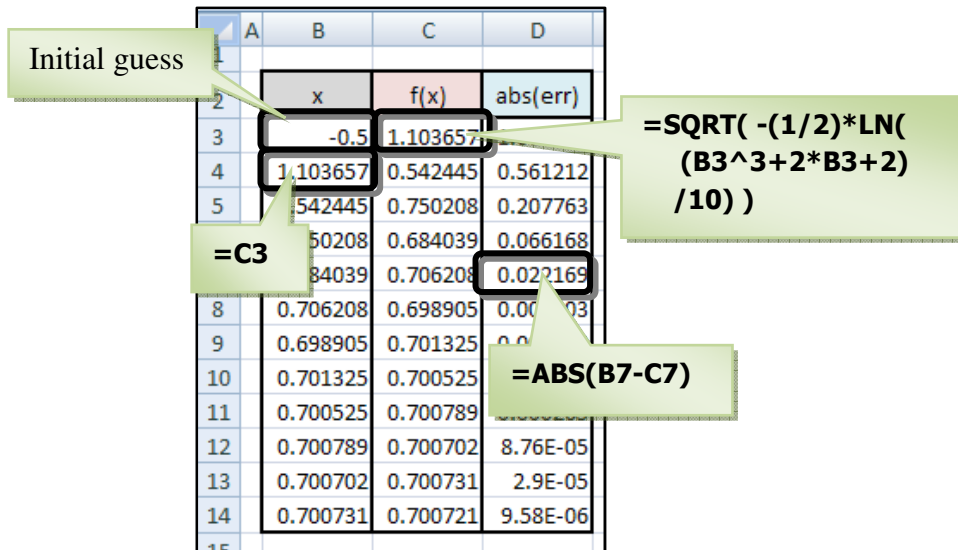 A B C D
Initial guess
2 x f(x) abs(err)
3 -0.5 1.103657
=SQRT( -(1/2)*LN(
(B3^3+2*B3+2)
/10) )
4 1.103657 0.542445 0.561212
5 542445 0.750208 0.207763
50208 0.684039 0.066168
=C3
84039 0.706208 0.022169
8 0.706208 0.698905
9 0.698905 0.701325
=ABS(B7-C7)
10 0.701325 0.700525
11 0.700525 0.700789
12 0.700789 0.700702 8.76E-05
13 0.700702 0.700731 2.9E-05
14 0.700731 0.700721 9.58E-06
15